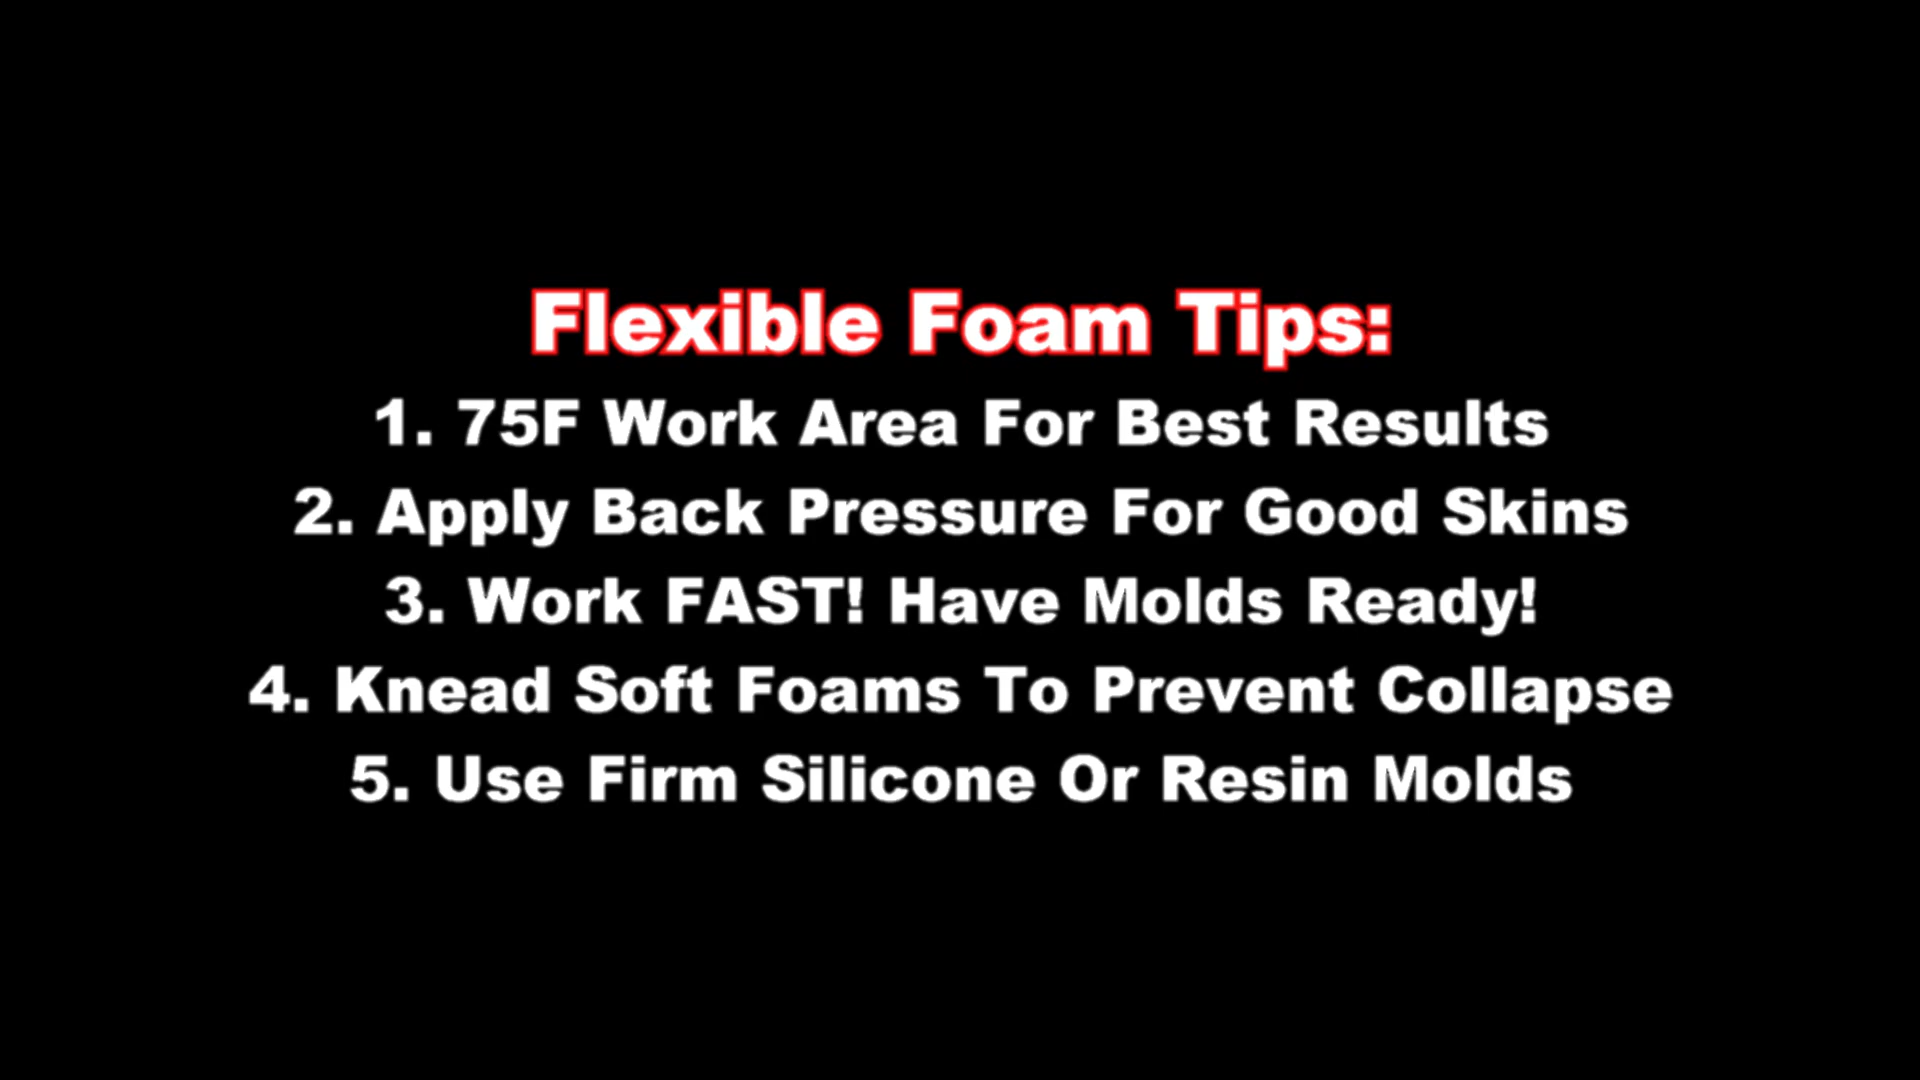 Flexible Foam Tips:
1. 75F Work Area For Best Results
2. Apply Back Pressure For Good Skins
3. Work FAST! Have Molds Ready!
4. Knead Soft Foams To Prevent Collapse
5. Use Firm Silicone Or Resin Molds